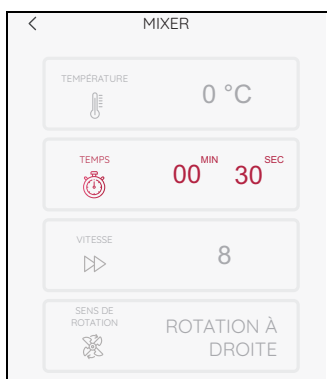 MIXER
TEMPÉRATURE
0 °C
TEMPS
00 MIN 30 SEC
VITESSE
8
SENS DE
ROTATION
ROTATION À
DROITE